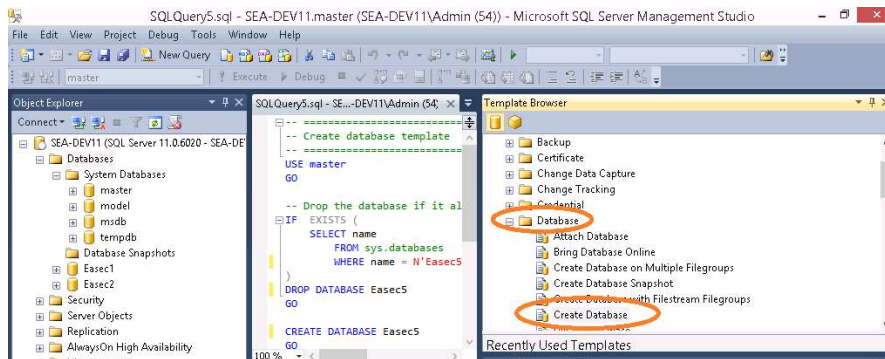 SQLQuery5.sql - SEA-DEV11.master (SEA-DEV11\Admin (54)) - Microsoft SQL Server Management Studio
File Edit View Project Debug Tools Window Help
New Query
master
Execute Debug
Object Explorer
Connect
SEA-DEV11 (SQL Server 11.0.6020 - SEA-DE
Databases
System Databases
master
model
msdb
tempdb
Database Snapshots
Easec1
Easec2
Security
Server Objects
Replication
AlwaysOn High Availability
SQLQuery5.sql - SE...-DEV11\Admin (54)
-- =========================
-- Create database template
-- =========================
USE master
GO
-- Drop the database if it al
IF EXISTS (
SELECT name
FROM sys.databases
WHERE name = N'Easec5
)
DROP DATABASE Easec5
GO
CREATE DATABASE Easec5
GO
100 %
Template Browser
Backup
Certificate
Change Data Capture
Change Tracking
Credential
Database
Attach Database
Bring Database Online
Create Database on Multiple Filegroups
Create Database Snapshot
Create Database with Filestream Filegroups
Create Database
Recently Used Templates